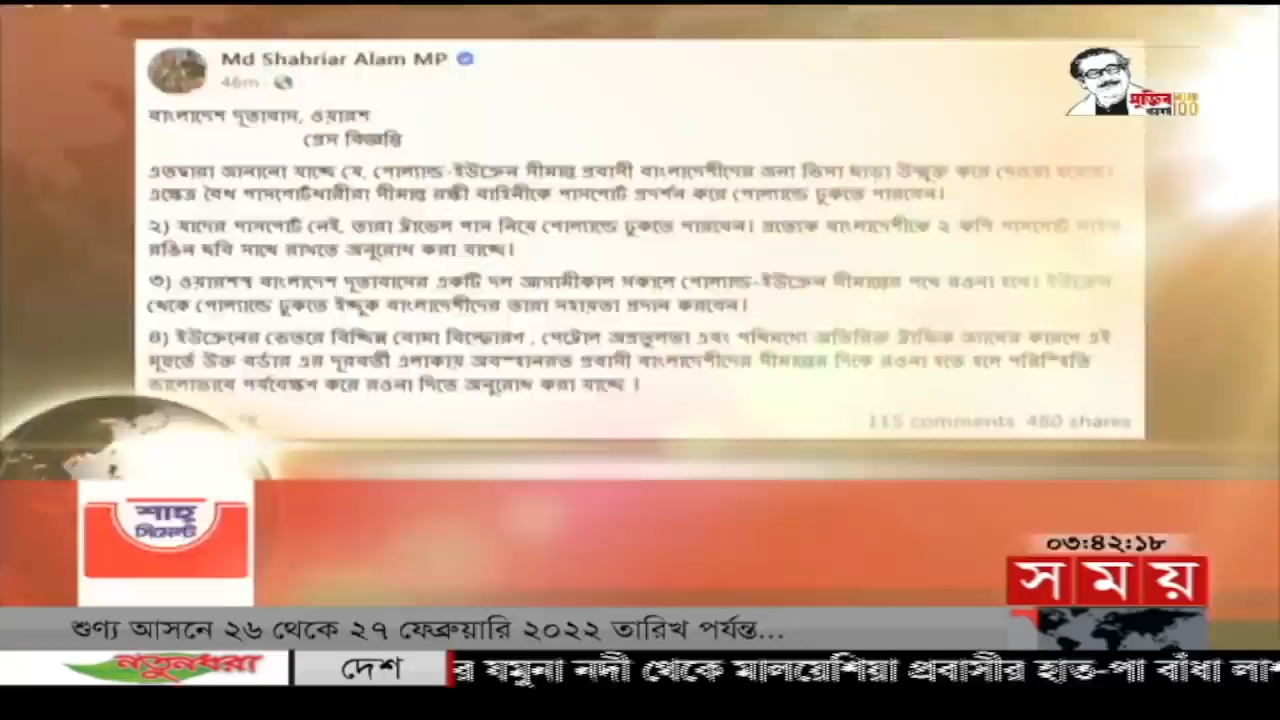 Md Shahriar Alam MP
46m
বাংলাদেশ দূতাবাস, ওয়ারশ
প্রেস বিজ্ঞপ্তি
এতদ্বারা জানানো যাচ্ছে যে, পোল্যান্ড-ইউক্রেন সীমান্ত প্রবাসী বাংলাদেশীদের জন্য ভিসা ছাড়া উন্মুক্ত করে দেওয়া হয়েছে।
এক্ষেত্রে বৈধ পাসপোর্টধারীরা সীমান্ত রক্ষী বাহিনীকে পাসপোর্ট প্রদর্শন করে পোল্যান্ডে ঢুকতে পারবেন।
২) যাদের পাসপোর্ট নেই, তারা ট্রাভেল পাস নিয়ে পোল্যান্ডে ঢুকতে পারবেন। প্রত্যেক বাংলাদেশীকে ২ কপি পাসপোর্ট সাইজ
রঙিন ছবি সাথে রাখতে অনুরোধ করা যাচ্ছে।
৩) ওয়ারশস্থ বাংলাদেশ দূতাবাসের একটি দল আগামীকাল সকালে পোল্যান্ড-ইউক্রেন সীমান্তের পথে রওনা হবে। ইউক্রেন
থেকে পোল্যান্ডে ঢুকতে ইচ্ছুক বাংলাদেশীদের তারা সহায়তা প্রদান করবেন।
৪) ইউক্রেনের ভেতরে বিচ্ছিন্ন বোমা বিস্ফোরণ, পেট্রোল অপ্রতুলতা এবং পথিমধ্যে অতিরিক্ত ট্রাফিক জ্যামের কারণে এই
মূহুর্তে উক্ত বর্ডার এর দূরবর্তী এলাকায় অবস্থানরত প্রবাসী বাংলাদেশীদের সীমান্তের দিকে রওনা হতে হলে পরিস্থিতি
ভালোভাবে পর্যবেক্ষণ করে রওনা দিতে অনুরোধ করা যাচ্ছে ।
115 comments 480 shares
মুজিব
100
শাহ্
সিমেন্ট
০৩:৪২:১৮
সময়
শুণ্য আসনে ২৬ থেকে ২৭ ফেব্রুয়ারি ২০২২ তারিখ পর্যন্ত...
নতুনধরা
দেশ
র যমুনা নদী থেকে মালয়েশিয়া প্রবাসীর হাত-পা বাঁধা লাশ